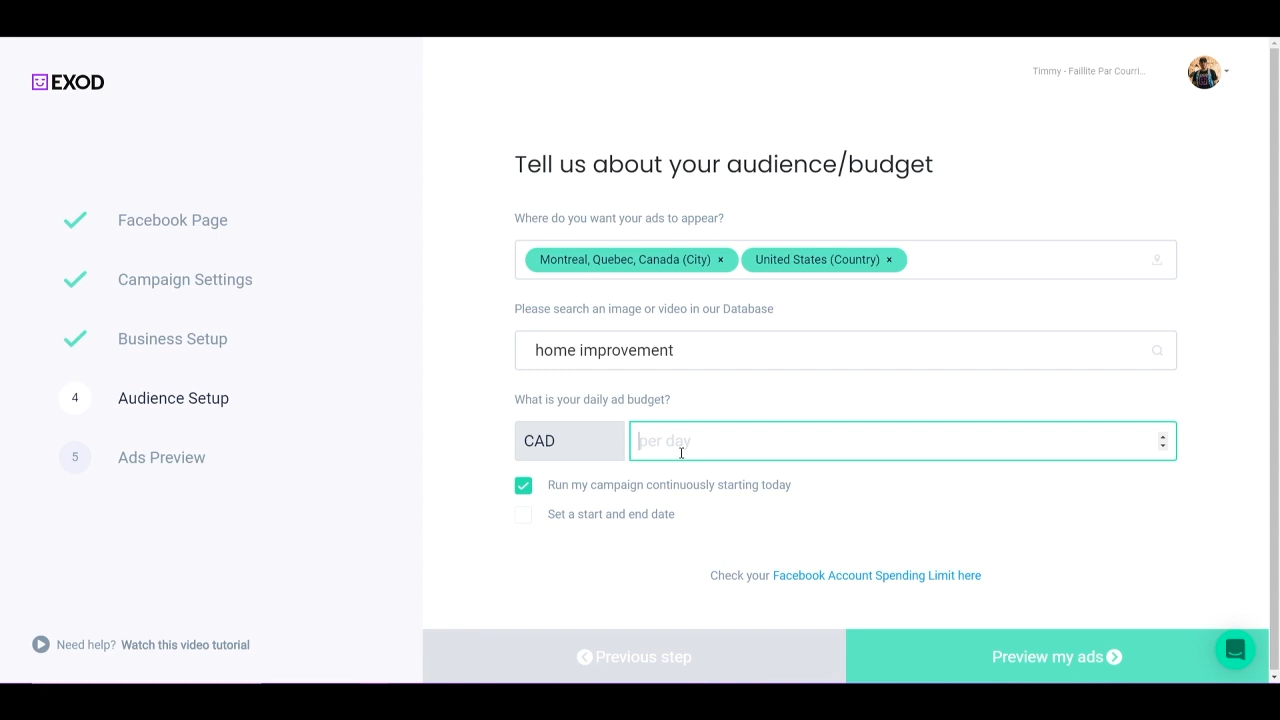 EXOD
Timmy - Faillite Par Courri...
Facebook Page
Campaign Settings
Business Setup
4 Audience Setup
5 Ads Preview
Need help? Watch this video tutorial
Tell us about your audience/budget
Where do you want your ads to appear?
Montreal, Quebec, Canada (City) × United States (Country) ×
Please search an image or video in our Database
home improvement
What is your daily ad budget?
CAD per day
Run my campaign continuously starting today
Set a start and end date
Check your Facebook Account Spending Limit here
Previous step Preview my ads